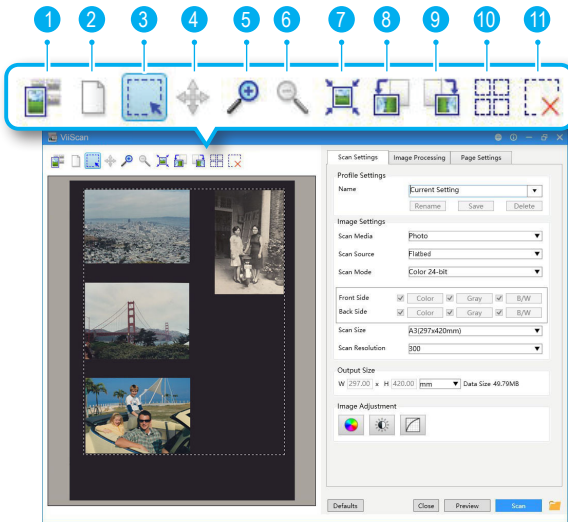 1 2 3 4 5 6 7 8 9 10 11
ViiScan
Scan Settings Image Processing Page Settings
Profile Settings
Name Current Setting
Rename Save Delete
Image Settings
Scan Media Photo
Scan Source Flatbed
Scan Mode Color 24-bit
Front Side Color Gray B/W
Back Side Color Gray B/W
Scan Size A3(297x420mm)
Scan Resolution 300
Output Size
W 297.00 x H 420.00 mm Data Size 49.79MB
Image Adjustment
Defaults Close Preview Scan